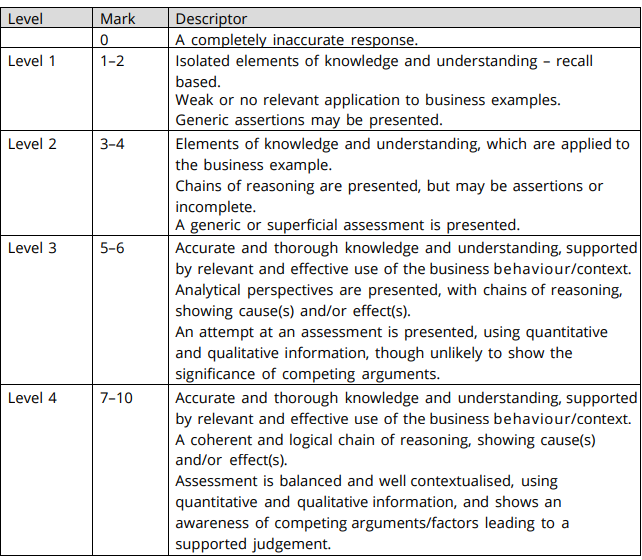 Level Mark Descriptor
0 A completely inaccurate response.
Level 1 1–2 Isolated elements of knowledge and understanding – recall
based.
Weak or no relevant application to business examples.
Generic assertions may be presented.
Level 2 3–4 Elements of knowledge and understanding, which are applied to
the business example.
Chains of reasoning are presented, but may be assertions or
incomplete.
A generic or superficial assessment is presented.
Level 3 5–6 Accurate and thorough knowledge and understanding, supported
by relevant and effective use of the business behaviour/context.
Analytical perspectives are presented, with chains of reasoning,
showing cause(s) and/or effect(s).
An attempt at an assessment is presented, using quantitative
and qualitative information, though unlikely to show the
significance of competing arguments.
Level 4 7–10 Accurate and thorough knowledge and understanding, supported
by relevant and effective use of the business behaviour/context.
A coherent and logical chain of reasoning, showing cause(s)
and/or effect(s).
Assessment is balanced and well contextualised, using
quantitative and qualitative information, and shows an
awareness of competing arguments/factors leading to a
supported judgement.